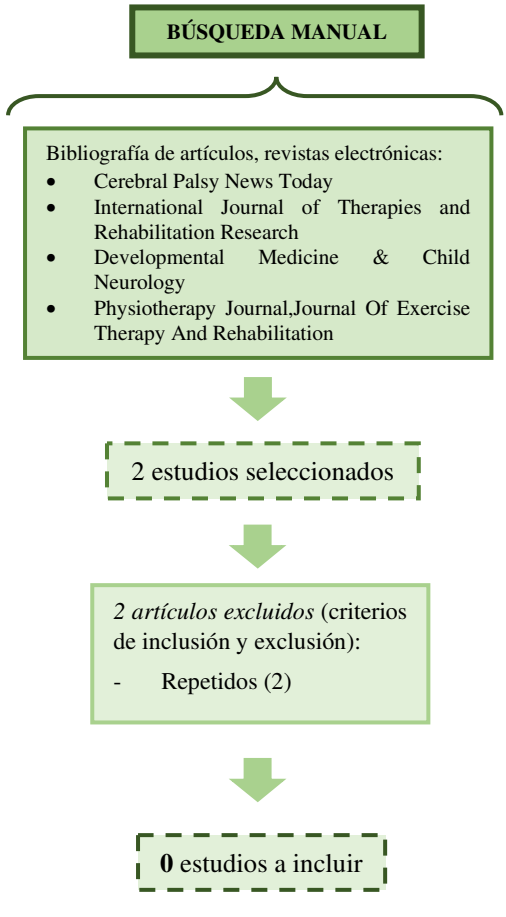 BÚSQUEDA MANUAL
Bibliografía de artículos, revistas electrónicas:
• Cerebral Palsy News Today
• International Journal of Therapies and
Rehabilitation Research
• Developmental Medicine & Child
Neurology
• Physiotherapy Journal,Journal Of Exercise
Therapy And Rehabilitation
2 estudios seleccionados
2 artículos excluidos (criterios
de inclusión y exclusión):
- Repetidos (2)
0 estudios a incluir